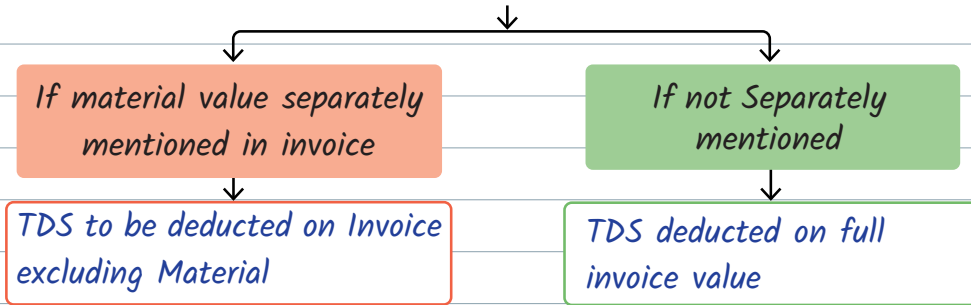 If material value separately
mentioned in invoice
TDS to be deducted on Invoice
excluding Material
If not Separately
mentioned
TDS deducted on full
invoice value